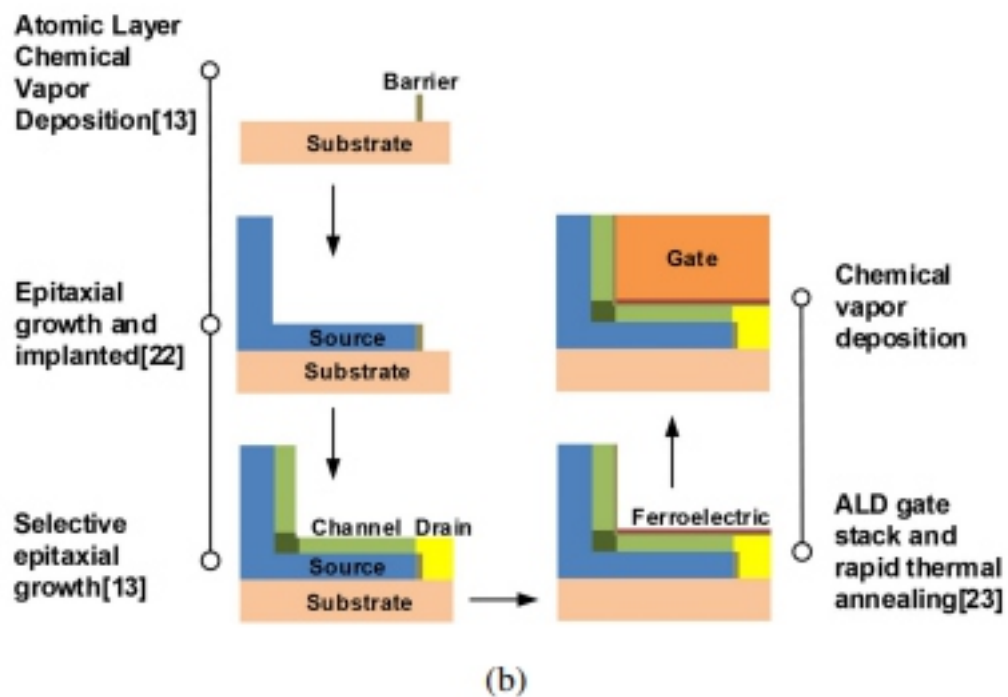 Atomic Layer
Chemical
Vapor
Deposition[13]
Barrier
Substrate
Epitaxial
growth and
implanted[22]
Source
Substrate
Selective
epitaxial
growth[13]
Channel Drain
Source
Substrate
Ferroelectric
ALD gate
stack and
rapid thermal
annealing[23]
Gate
Chemical
vapor
deposition
(b)